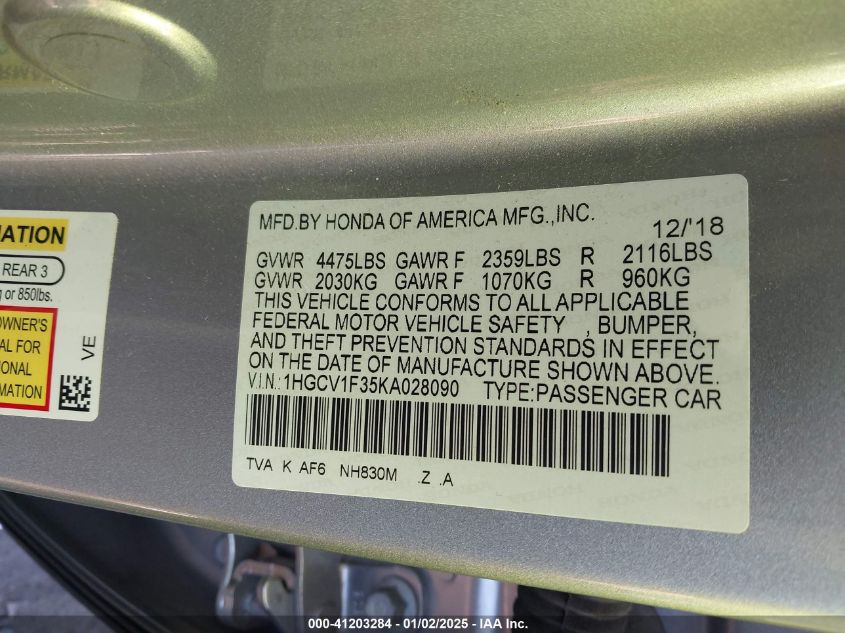 MATION
REAR 3
g or 850lbs.
OWNER'S
AL FOR
IONAL
MATION
VE
MFD.BY HONDA OF AMERICA MFG.,INC. 12/'18
GVWR 4475LBS GAWR F 2359LBS R 2116LBS
GVWR 2030KG GAWR F 1070KG R 960KG
THIS VEHICLE CONFORMS TO ALL APPLICABLE
FEDERAL MOTOR VEHICLE SAFETY , BUMPER,
AND THEFT PREVENTION STANDARDS IN EFFECT
ON THE DATE OF MANUFACTURE SHOWN ABOVE.
V.I.N.:1HGCV1F35KA028090 TYPE:PASSENGER CAR
TVA K AF6 NH830M .Z .A
000-41203284 - 01/02/2025 - IAA Inc.